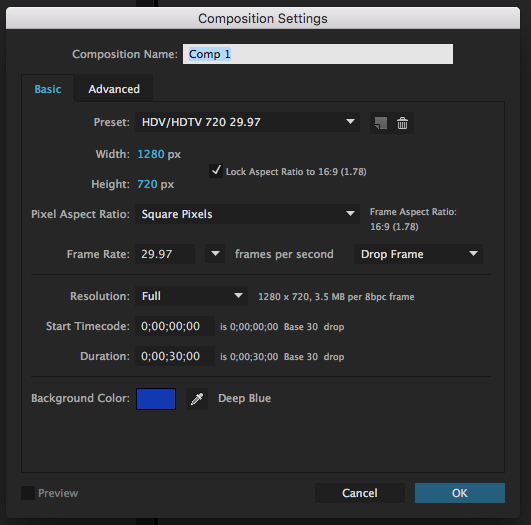 Composition Settings
Composition Name: Comp 1
Basic Advanced
Preset: HDV/HDTV 720 29.97
Width: 1280 px
Lock Aspect Ratio to 16:9 (1.78)
Height: 720 px
Pixel Aspect Ratio: Square Pixels Frame Aspect Ratio:
16:9 (1.78)
Frame Rate: 29.97 frames per second Drop Frame
Resolution: Full 1280 x 720, 3.5 MB per 8bpc frame
Start Timecode: 0;00;00;00 is 0;00;00;00 Base 30 drop
Duration: 0;00;30;00 is 0;00;30;00 Base 30 drop
Background Color: Deep Blue
Preview Cancel OK